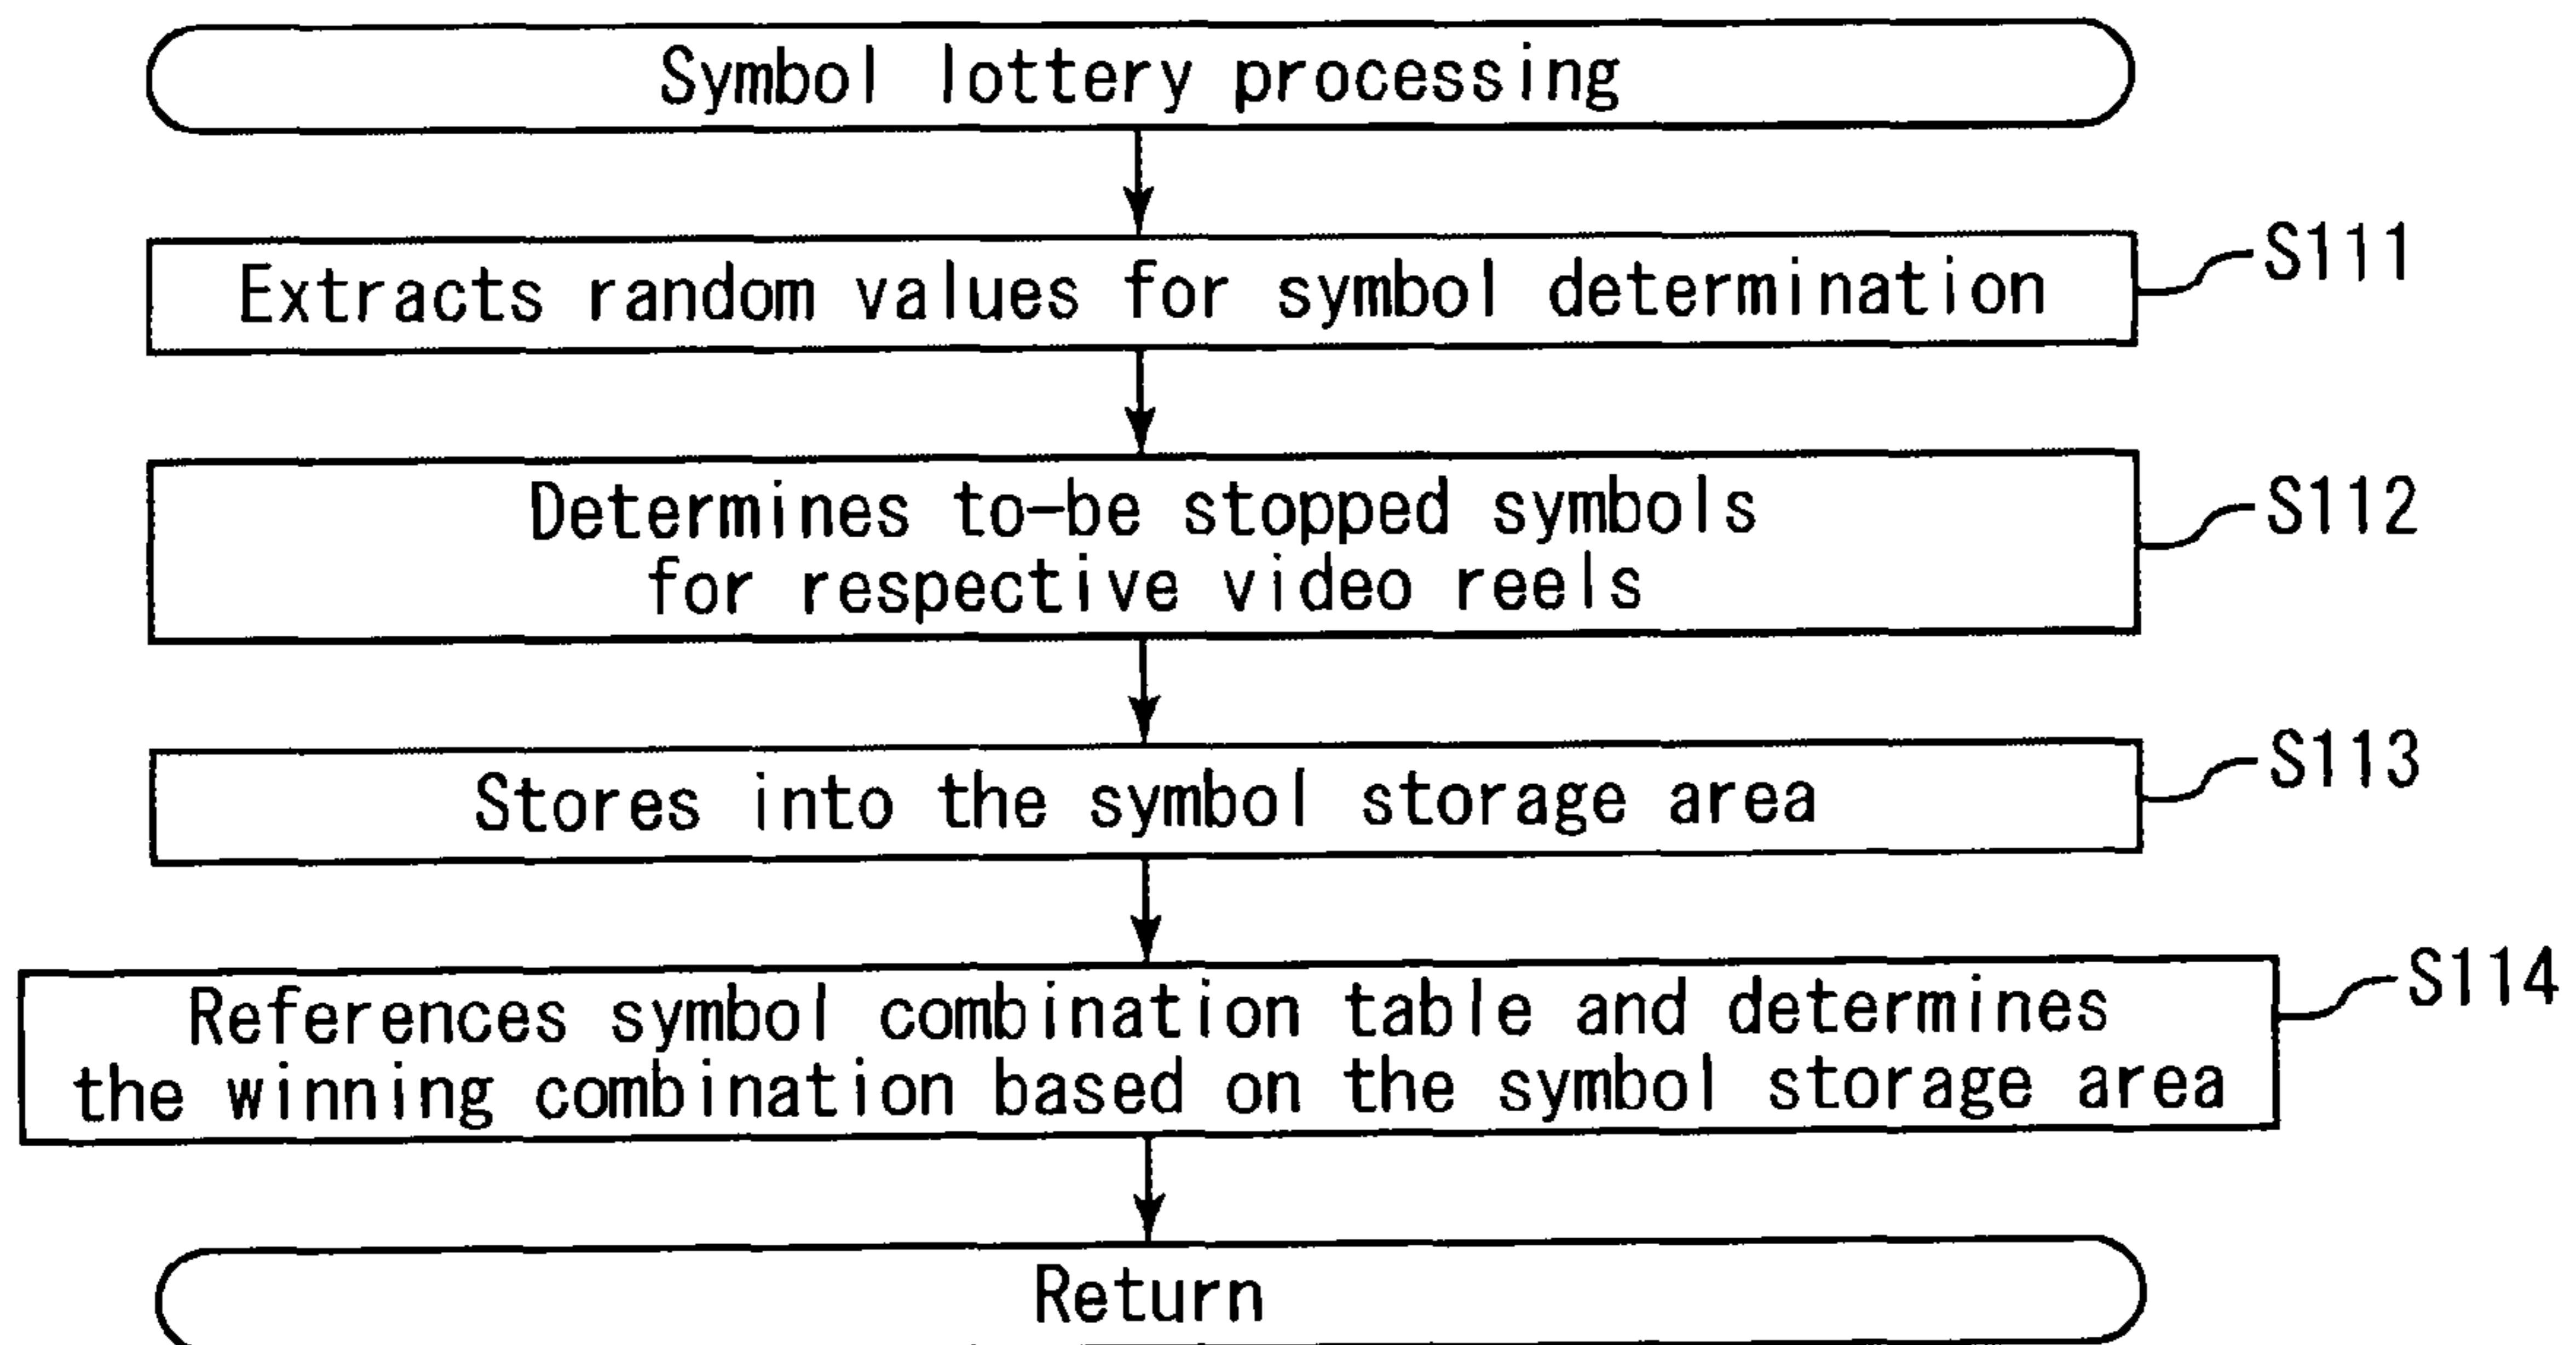 Symbol lottery processing
Extracts random values for symbol determination
S111
Determines to-be stopped symbols
for respective video reels
S112
Stores into the symbol storage area
S113
References symbol combination table and determines
the winning combination based on the symbol storage area
S114
Return